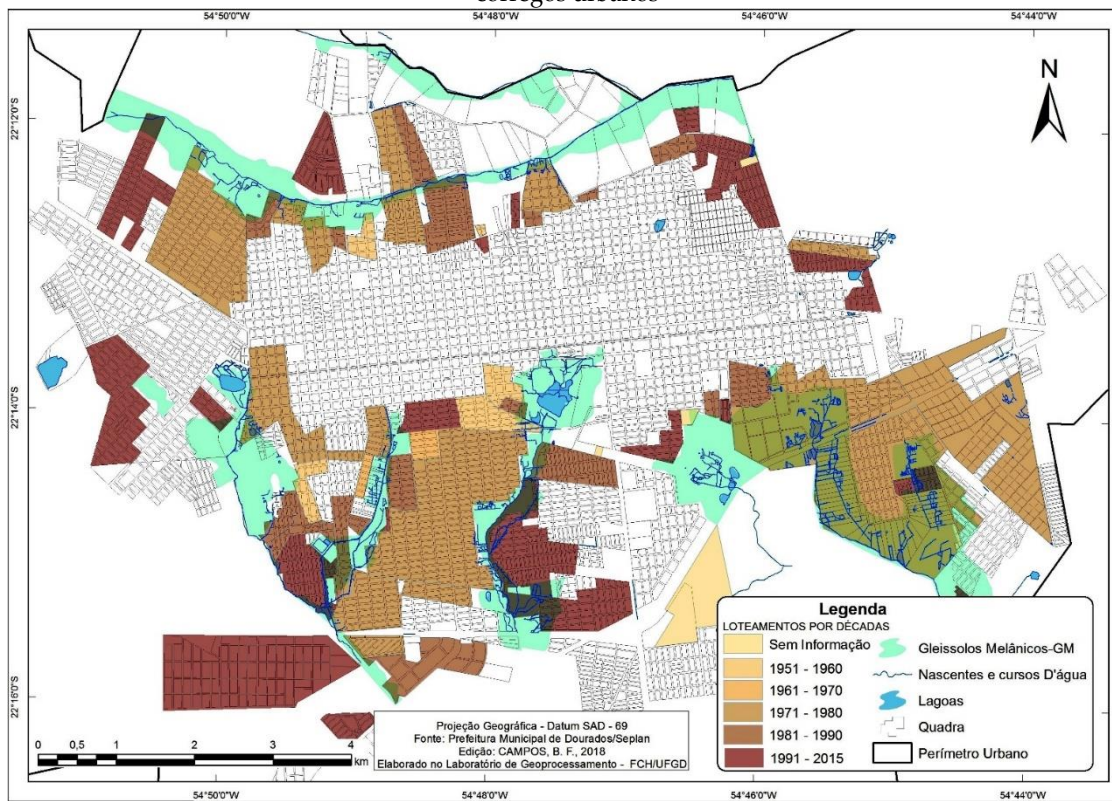 córregos urbanos
54°50'0"W 54°48'0"W 54°46'0"W 54°44'0"W
N
22°12'0"S
22°14'0"S
22°16'0"S
Legenda
LOTEAMENTOS POR DÉCADAS
Sem Informação
1951 - 1960
1961 - 1970
1971 - 1980
1981 - 1990
1991 - 2015
Gleissolos Melânicos-GM
Nascentes e cursos D'água
Lagoas
Quadra
Perímetro Urbano
Projeção Geográfica - Datum SAD - 69
Fonte: Prefeitura Municipal de Dourados/Seplan
Edição: CAMPOS, B. F., 2018
Elaborado no Laboratório de Geoprocessamento - FCH/UFGD
0 0,5 1 2 3 4
km
54°50'0"W 54°48'0"W 54°46'0"W 54°44'0"W